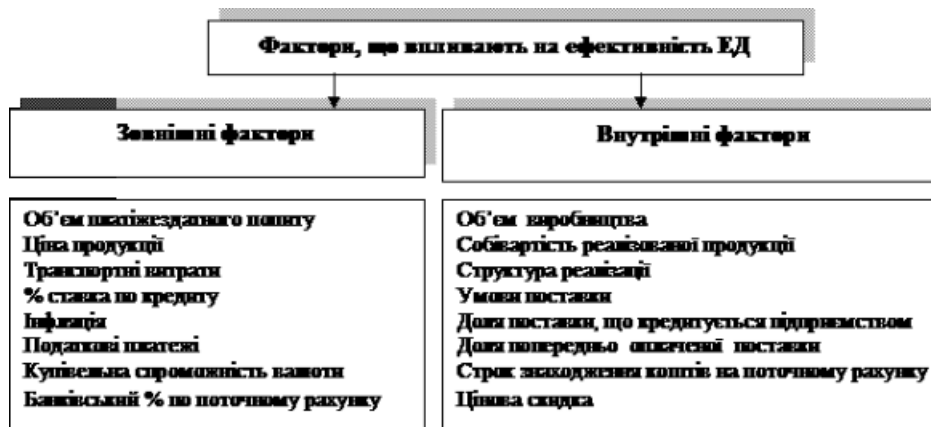 Фактори, що впливають на ефективність ЕД
Зовнішні фактори
Об’єм платіжездатного попиту
Ціна продукції
Транспортні витрати
% ставка по кредиту
Інфляція
Податкові платежі
Купівельна спроможність валюти
Банківський % по поточному рахунку
Внутрішні фактори
Об’єм виробництва
Собівартість реалізованої продукції
Структура реалізації
Умови поставки
Доля поставки, що кредитується підприємством
Доля попередньо оплаченої поставки
Строк знаходження коштів на поточному рахунку
Цінова скидка